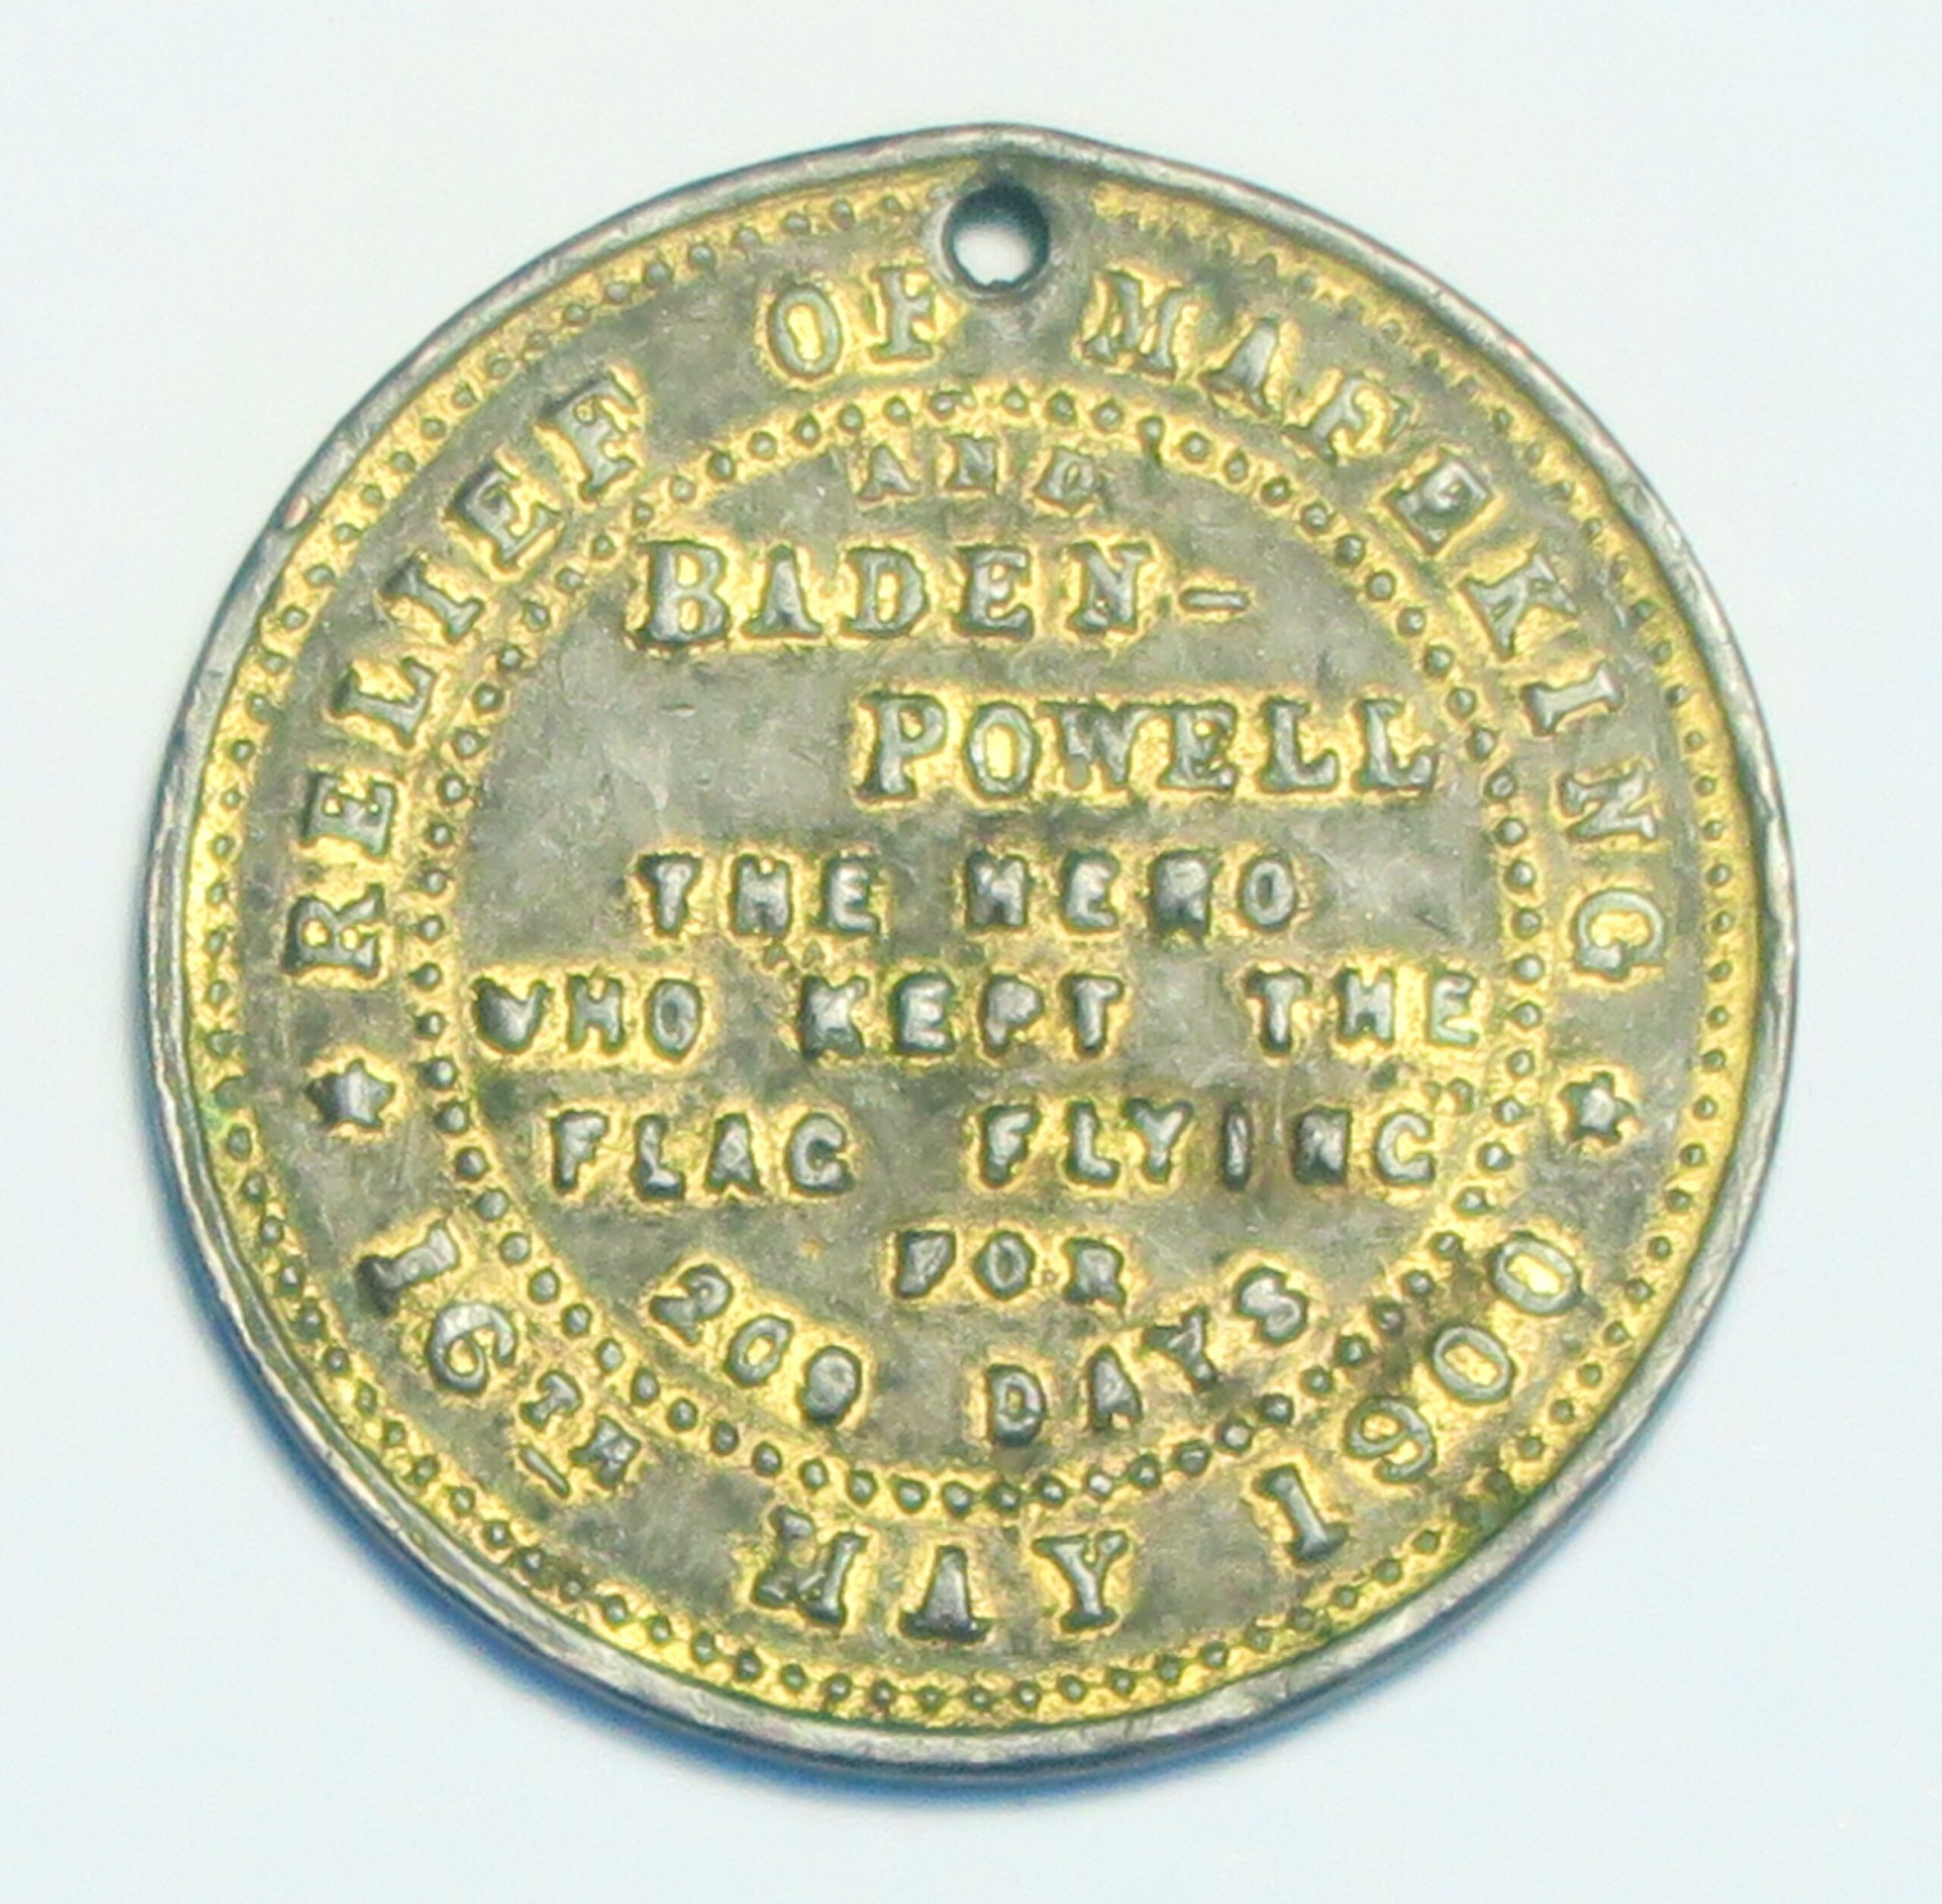 RELIEF OF MAFEKING
AND
BADEN-
POWELL
THE HERO
WHO KEPT THE
FLAG FLYING"
FOR
209 DAYS
16TH MAY 1900